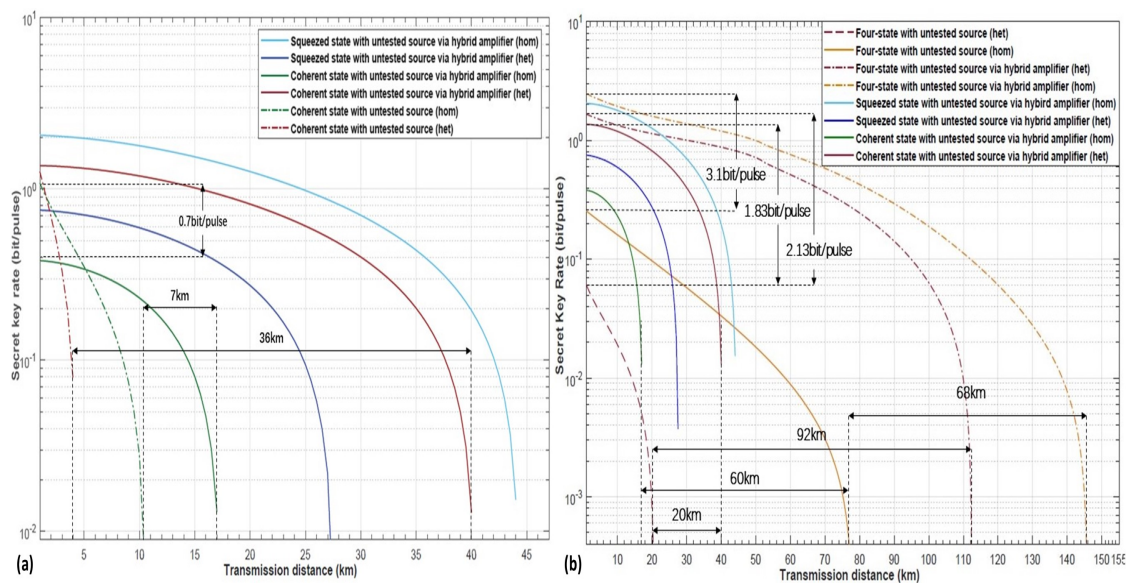 Squeezed state with untested source via hybrid amplifier (hom)
Squeezed state with untested source via hybrid amplifier (het)
Coherent state with untested source via hybrid amplifier (hom)
Coherent state with untested source via hybrid amplifier (het)
Coherent state with untested source (hom)
Coherent state with untested source (het)
10^1
10^0
10^-1
10^-2
Secret key rate (bit/pulse)
0.7bit/pulse
7km
36km
5 10 15 20 25 30 35 40 45
Transmission distance (km)
(a)
Four-state with untested source (het)
Four-state with untested source (hom)
Four-state with untested source via hybrid amplifier (het)
Four-state with untested source via hybrid amplifier (hom)
Squeezed state with untested source via hybrid amplifier (hom)
Squeezed state with untested source via hybrid amplifier (het)
Coherent state with untested source via hybrid amplifier (hom)
Coherent state with untested source via hybrid amplifier (het)
10^1
10^0
10^-1
10^-2
10^-3
Secret Key Rate (bit/pulse)
3.1bit/pulse
1.83bit/pulse
2.13bit/pulse
68km
92km
60km
20km
10 20 30 40 50 60 70 80 90 100 110 120 130 140 150 155
Transmission distance (km)
(b)